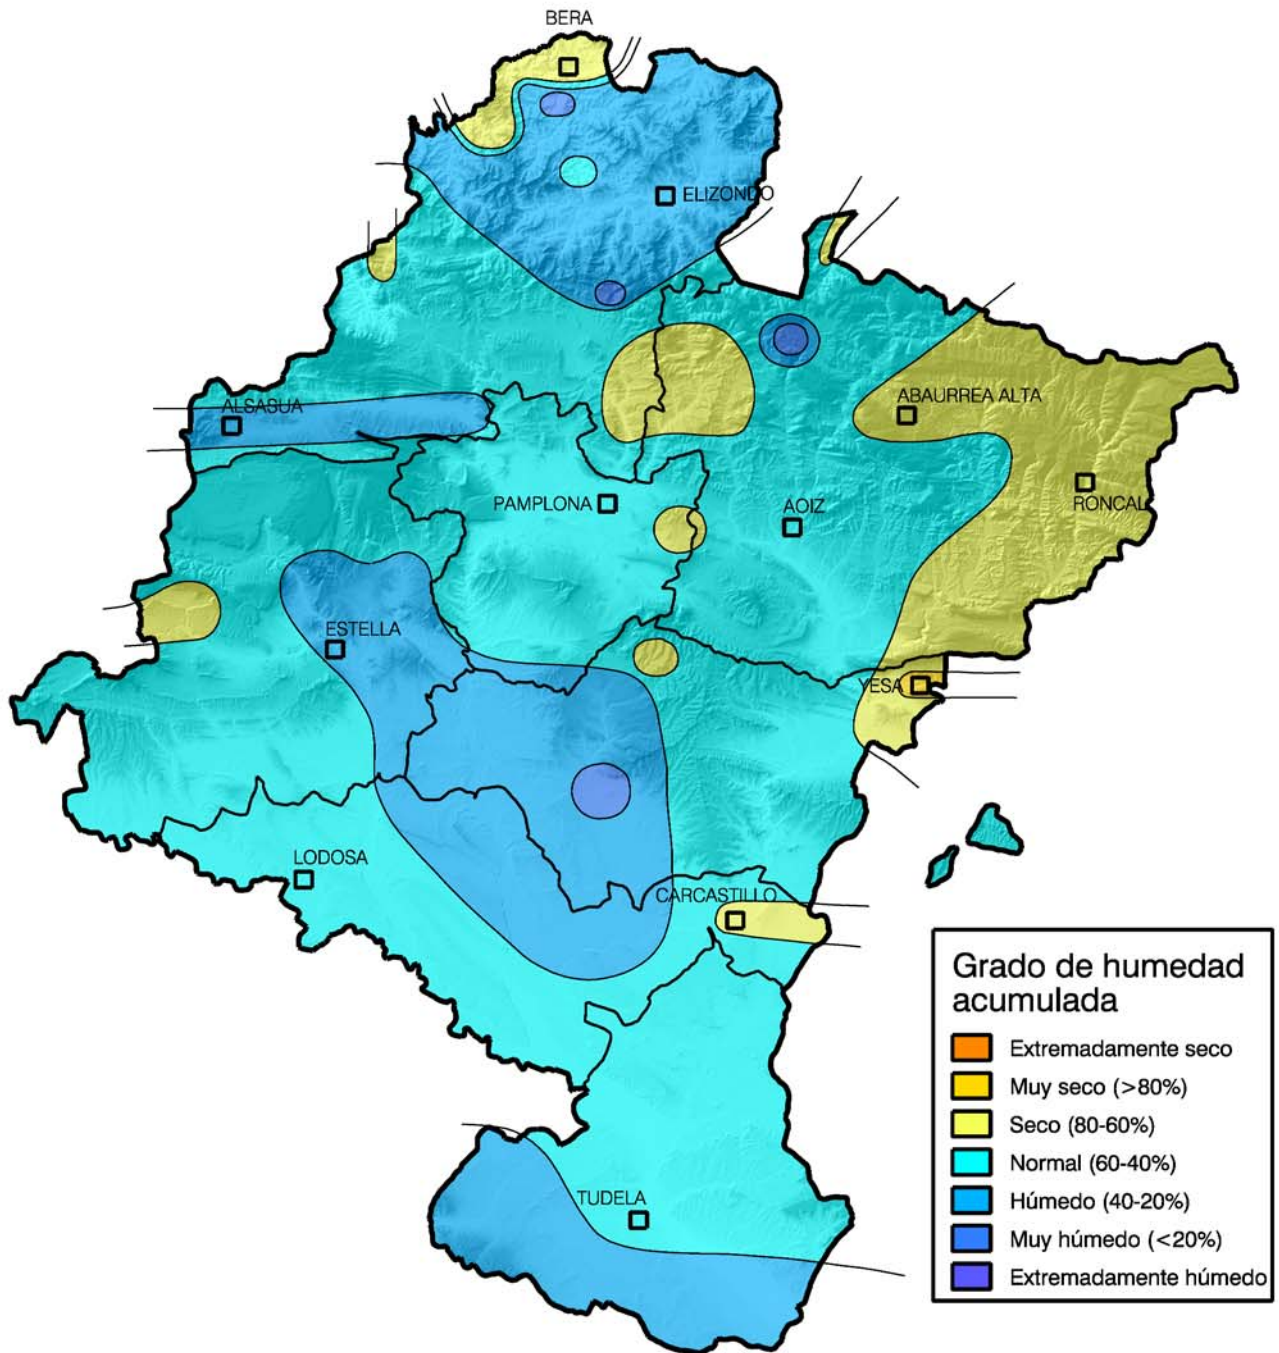 BERA
ELIZONDO
ALSASUA
ABAURREA ALTA
PAMPLONA
AOIZ
RONCAL
ESTELLA
YESA
LODOSA
CARCASTILLO
TUDELA
Grado de humedad
acumulada
Extremadamente seco
Muy seco (>80%)
Seco (80-60%)
Normal (60-40%)
Húmedo (40-20%)
Muy húmedo (<20%)
Extremadamente húmedo